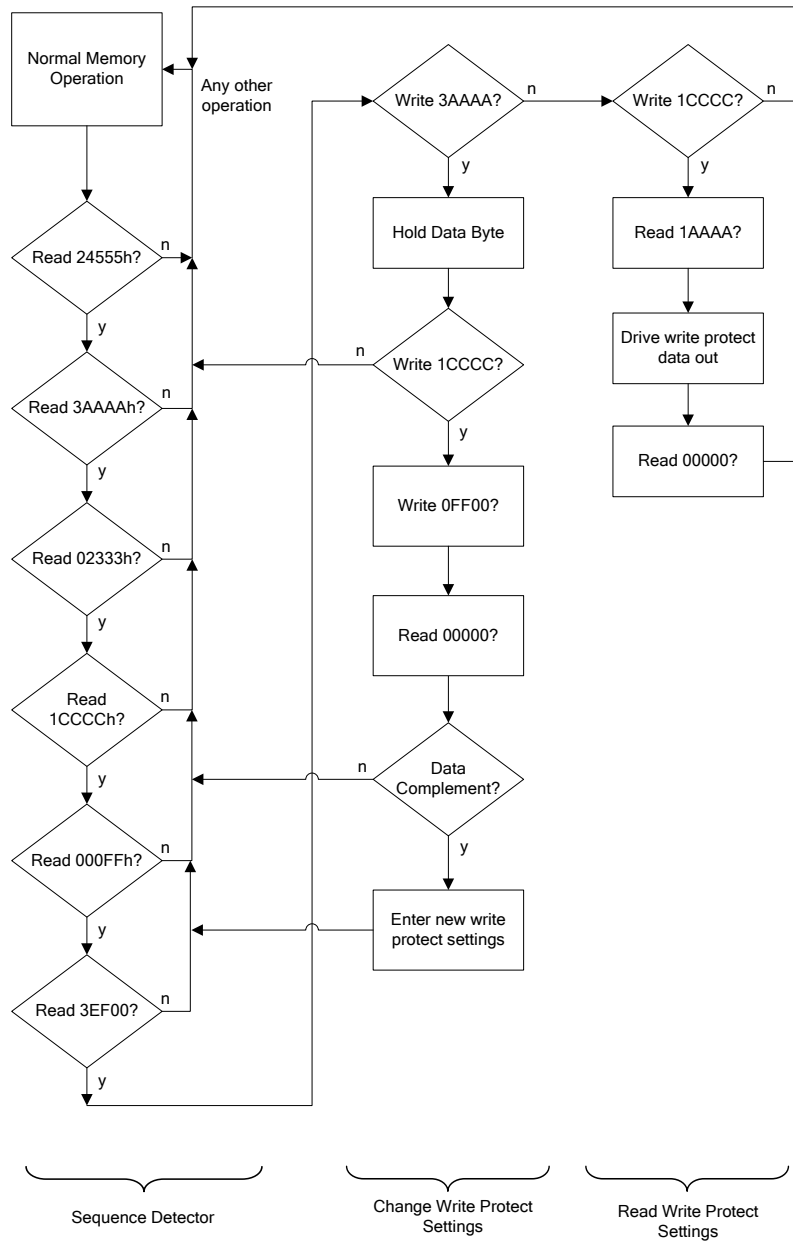 Normal Memory
Operation
Any other
operation
Read 24555h?
n
y
Read 3AAAAh?
n
y
Read 02333h?
n
y
Read
1CCCCh?
n
y
Read 000FFh?
n
y
Read 3EF00?
n
y
Sequence Detector
Write 3AAAA?
n
y
Hold Data Byte
Write 1CCCC?
n
y
Write 0FF00?
Read 00000?
Data
Complement?
n
y
Enter new write
protect settings
Change Write Protect
Settings
Write 1CCCC?
n
y
Read 1AAAA?
Drive write protect
data out
Read 00000?
Read Write Protect
Settings